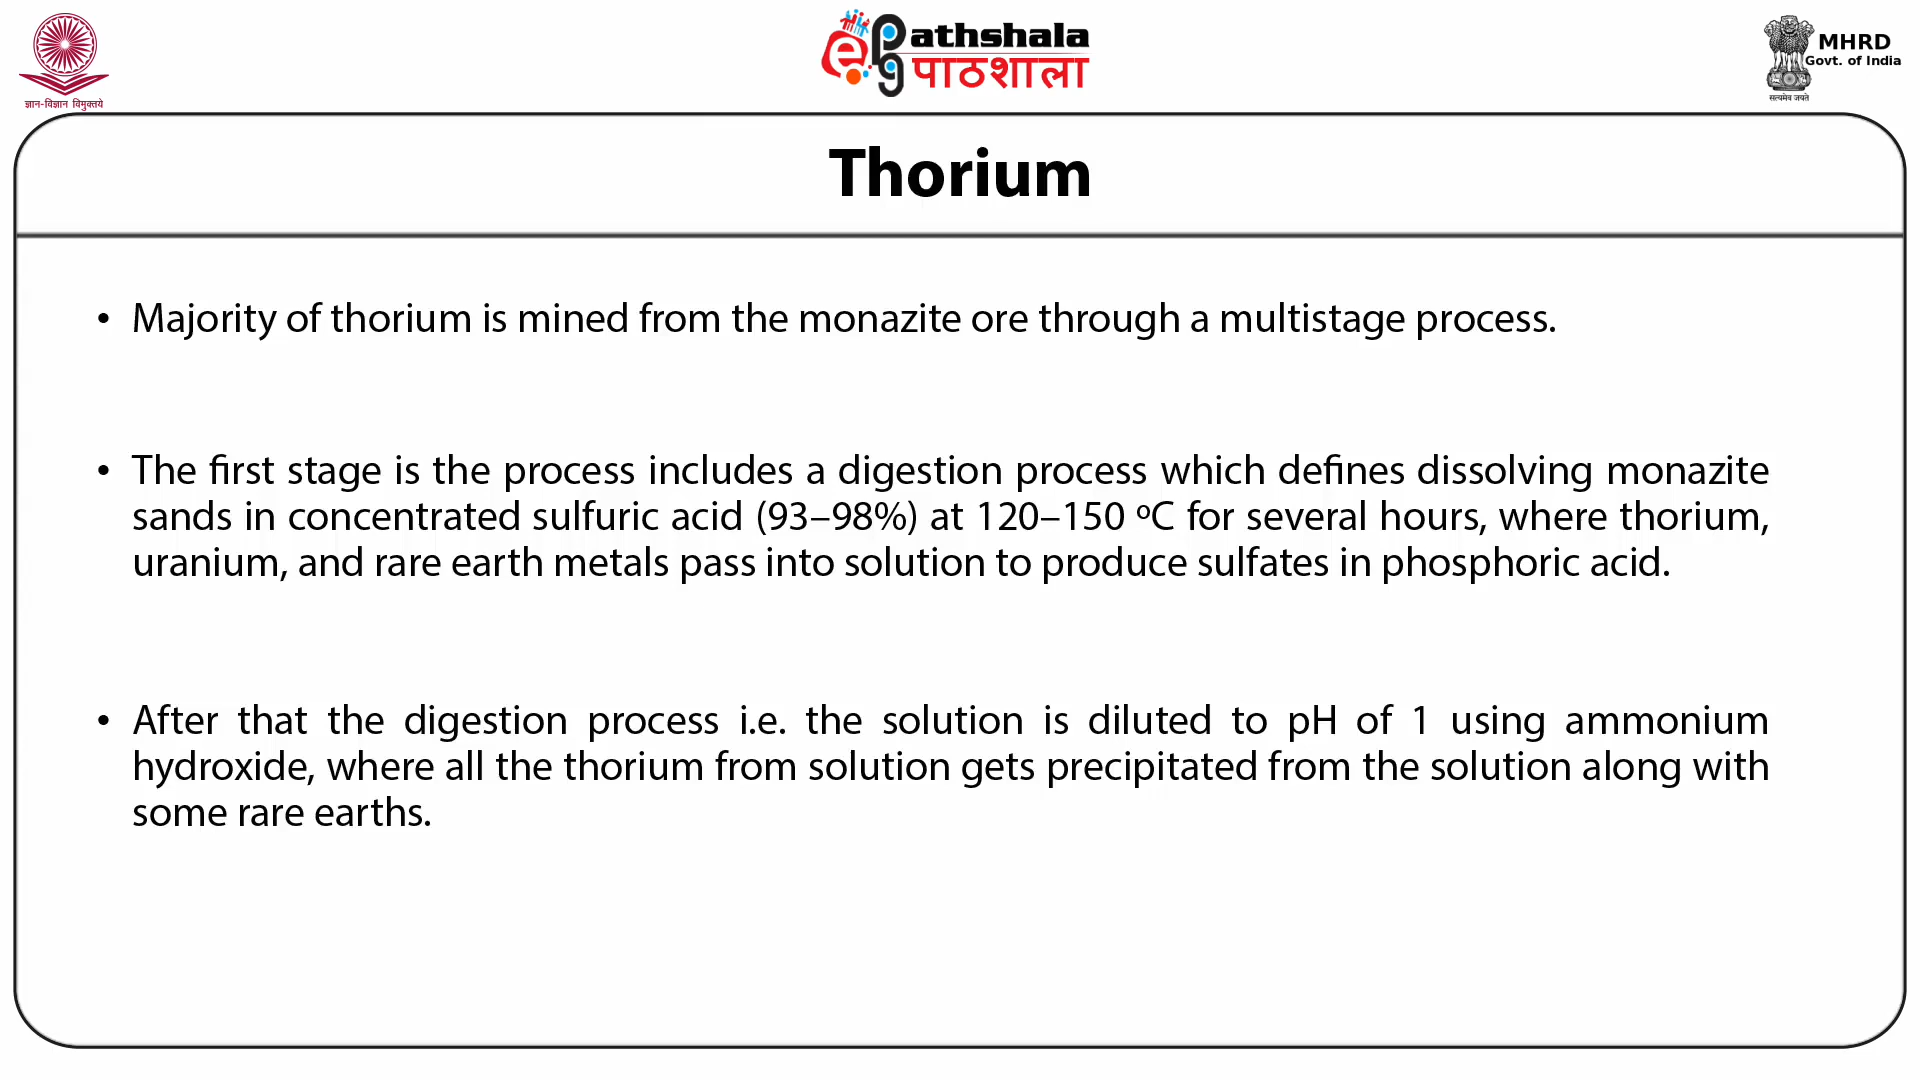 ज्ञान-विज्ञान विमुक्तये
ePg athshala
पाठशाला
MHRD
Govt. of India
सत्यमेव जयते
Thorium
• Majority of thorium is mined from the monazite ore through a multistage process.
• The first stage is the process includes a digestion process which defines dissolving monazite
sands in concentrated sulfuric acid (93–98%) at 120–150 ºC for several hours, where thorium,
uranium, and rare earth metals pass into solution to produce sulfates in phosphoric acid.
• After that the digestion process i.e. the solution is diluted to pH of 1 using ammonium
hydroxide, where all the thorium from solution gets precipitated from the solution along with
some rare earths.